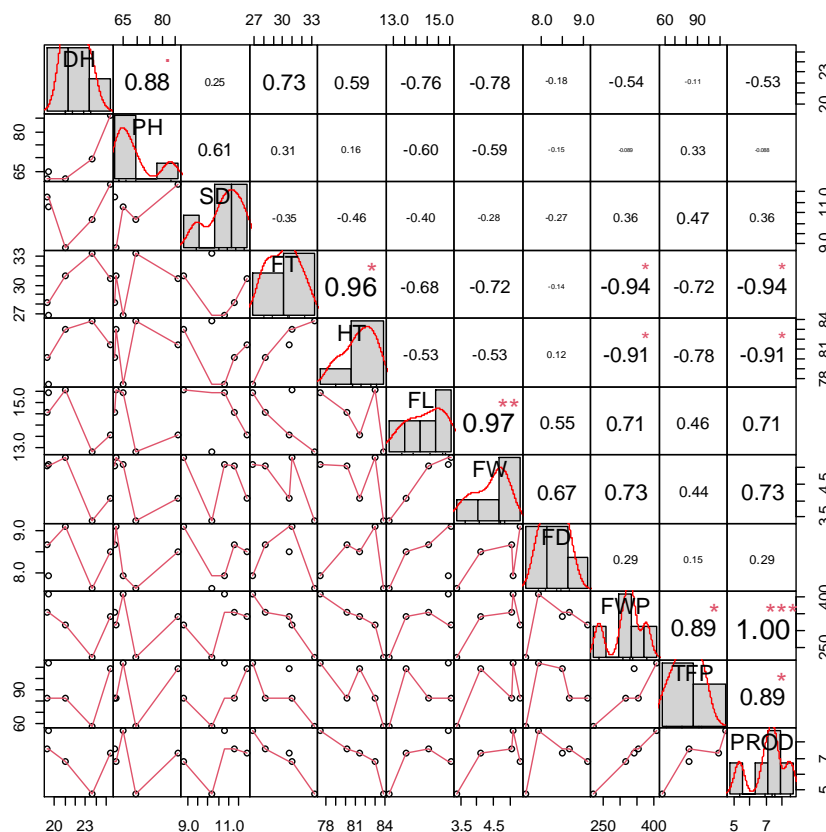 65 80 27 30 33 13.0 15.0 8.0 9.0 60 90
DH 0.88 . 0.25 0.73 0.59 -0.76 -0.78 -0.18 -0.54 -0.11 -0.53 20 23
65 80 PH 0.61 0.31 0.16 -0.60 -0.59 -0.15 -0.089 0.33 -0.088
SD -0.35 -0.46 -0.40 -0.28 -0.27 0.36 0.47 0.36 9.0 11.0
27 30 33 FT 0.96 * -0.68 -0.72 -0.14 -0.94 * -0.72 -0.94 *
HT -0.53 -0.53 0.12 -0.91 * -0.78 -0.91 * 78 81 84
13.0 15.0 FL 0.97 ** 0.55 0.71 0.46 0.71
FW 0.67 0.73 0.44 0.73 3.5 4.5
8.0 9.0 FD 0.29 0.15 0.29
FWP 0.89 * 1.00 *** 250 400
60 90 TFP 0.89 *
PROD 5 7
20 23 9.0 11.0 78 81 84 3.5 4.5 250 400 5 7